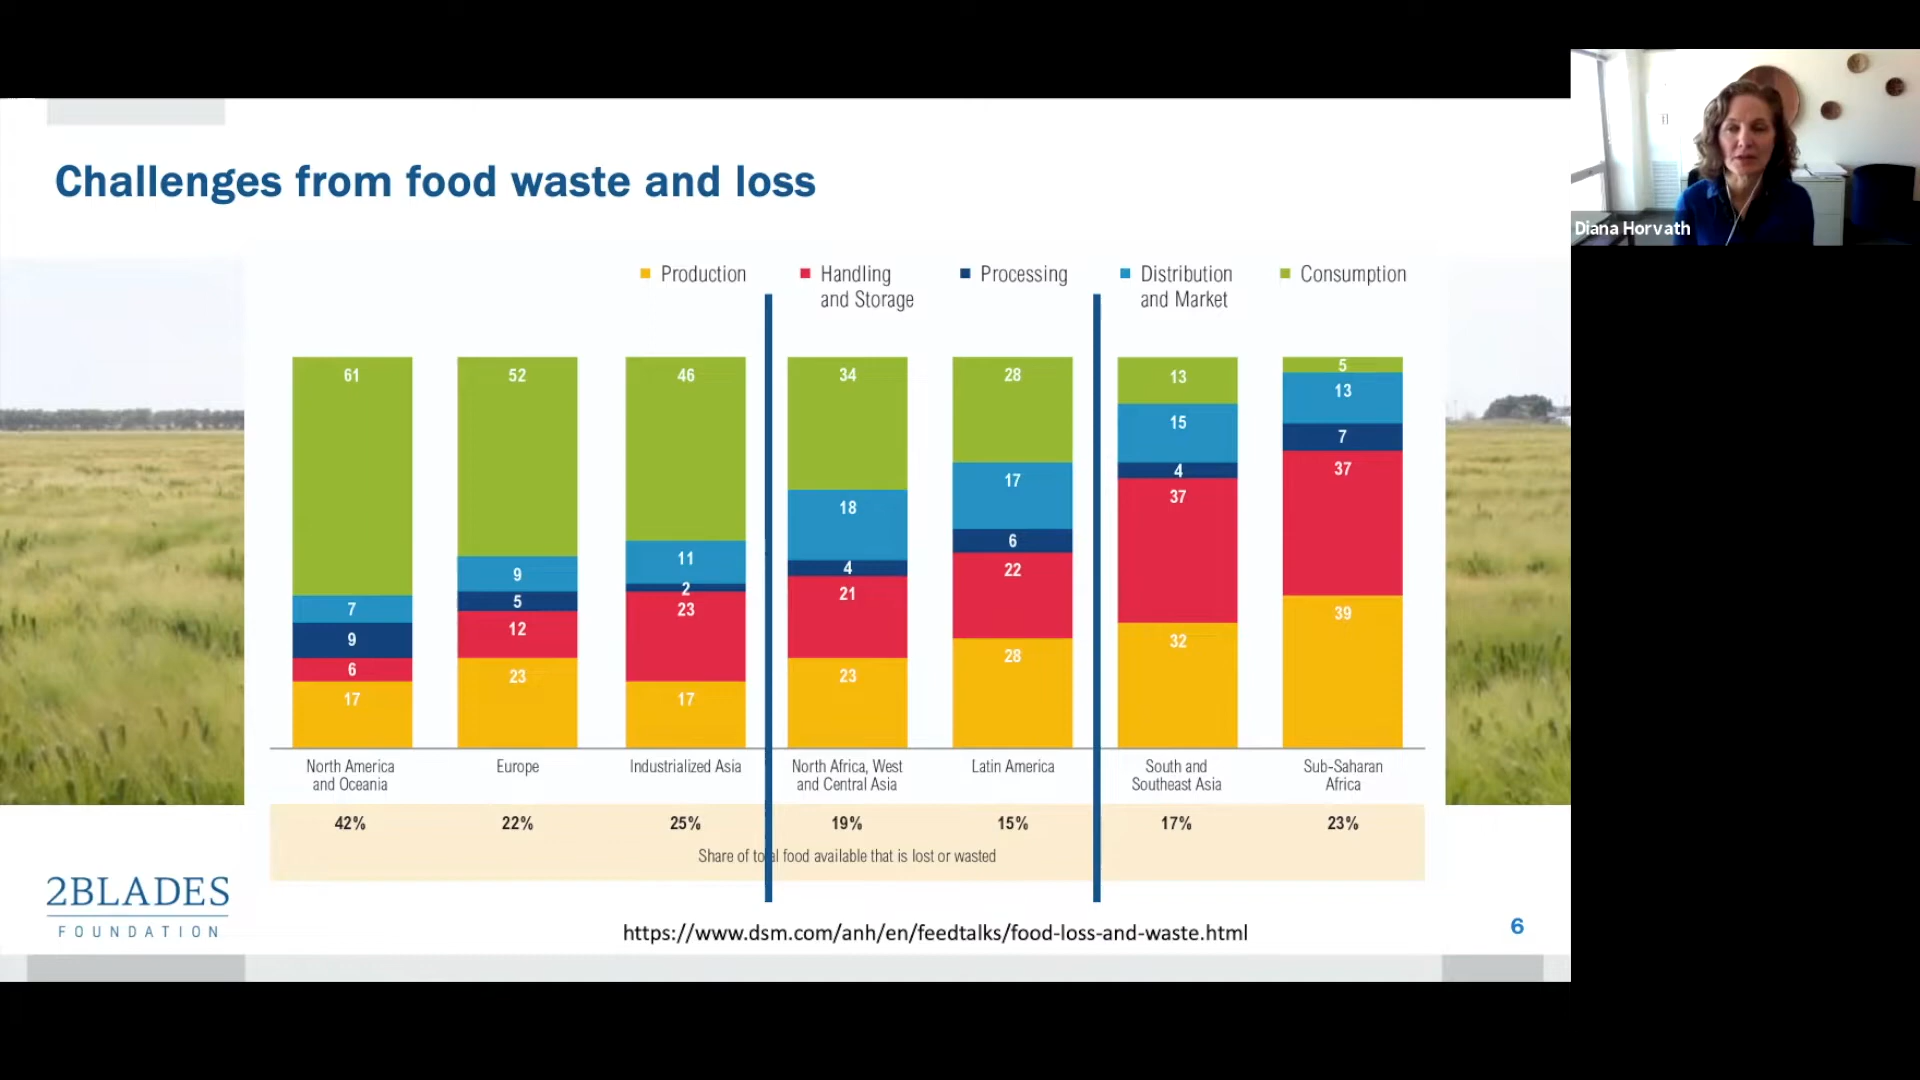 Challenges from food waste and loss
Diana Horvath
Production
Handling
and Storage
Processing
Distribution
and Market
Consumption
61
7
9
6
17
52
9
5
12
23
46
11
2
23
17
34
18
4
21
23
28
17
6
22
28
13
15
4
37
32
5
13
7
37
39
North America
and Oceania
Europe
Industrialized Asia
North Africa, West
and Central Asia
Latin America
South and
Southeast Asia
Sub-Saharan
Africa
42%
22%
25%
19%
15%
17%
23%
Share of total food available that is lost or wasted
2BLADES
FOUNDATION
https://www.dsm.com/anh/en/feedtalks/food-loss-and-waste.html
6